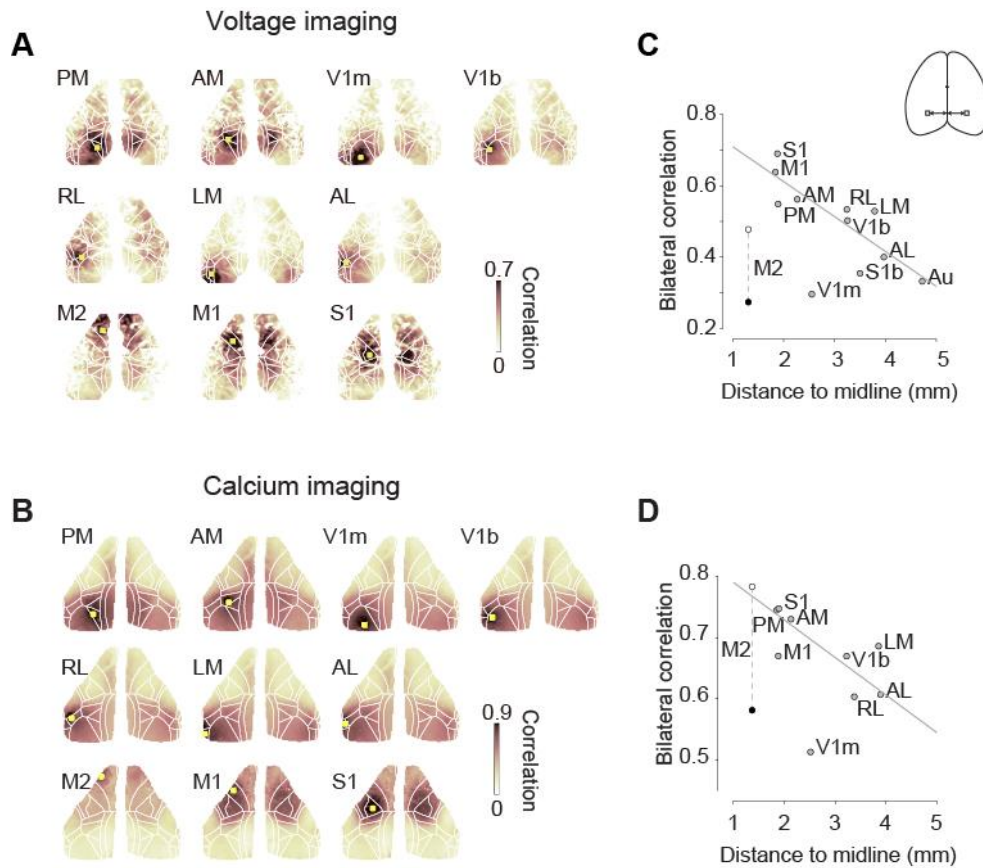 Voltage imaging
A
PM AM V1m V1b
RL LM AL
M2 M1 S1
0.7
Correlation
0
C
Bilateral correlation
0.8
0.6
0.4
0.2
S1
M1
AM
PM
RL
LM
V1b
AL
S1b
Au
M2
V1m
1 2 3 4 5
Distance to midline (mm)
Calcium imaging
B
PM AM V1m V1b
RL LM AL
M2 M1 S1
0.9
Correlation
0
D
Bilateral correlation
0.8
0.7
0.6
0.5
S1
PM
AM
M2
M1
LM
V1b
AL
RL
V1m
1 2 3 4 5
Distance to midline (mm)